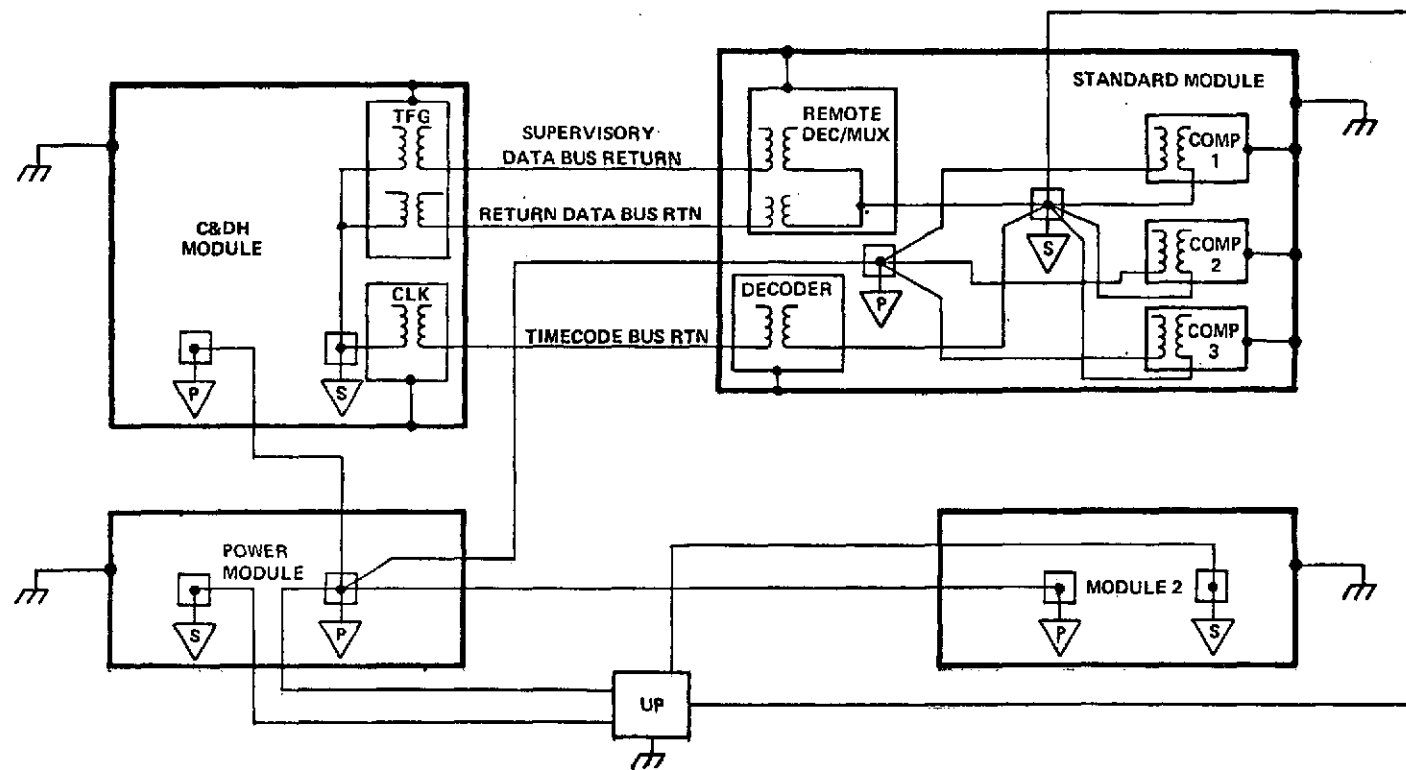 STANDARD MODULE
TFG
REMOTE
DEC/MUX
SUPERVISORY
DATA BUS RETURN
COMP
1
C&DH
MODULE
RETURN DATA BUS RTN
S
COMP
2
P
CLK
DECODER
TIMECODE BUS RTN
COMP
3
P
S
POWER
MODULE
S
P
MODULE 2
P
S
UP